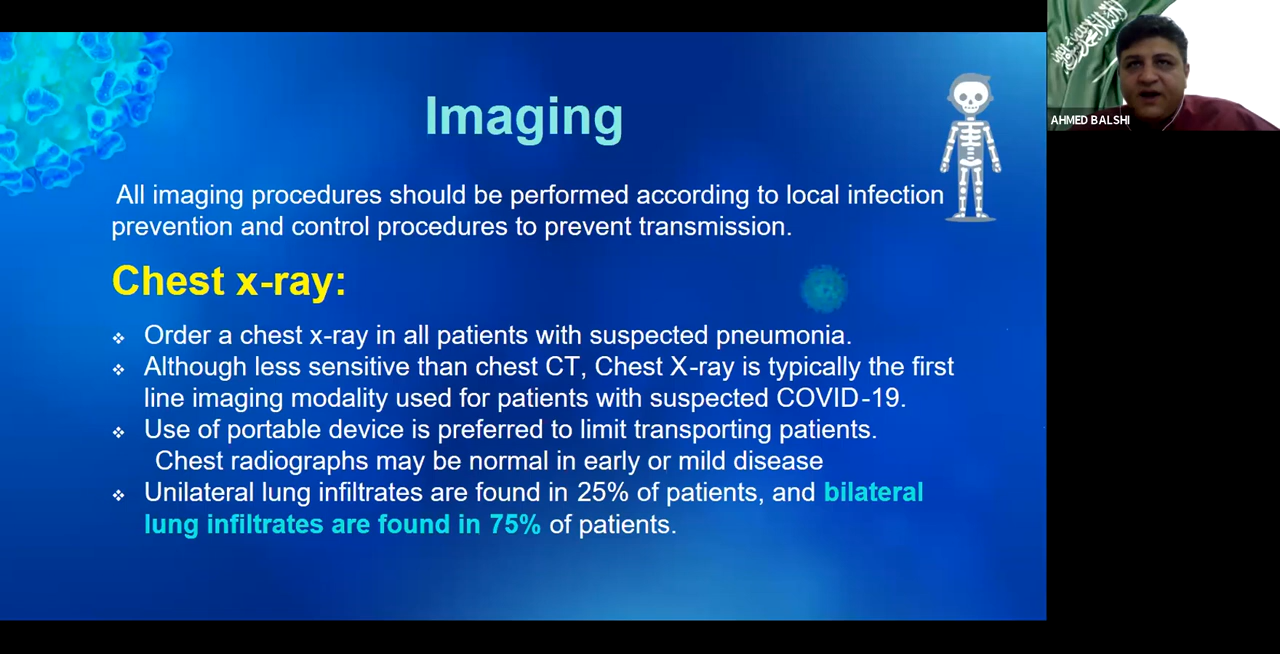 Imaging
All imaging procedures should be performed according to local infection
prevention and control procedures to prevent transmission.
Chest x-ray:
❖ Order a chest x-ray in all patients with suspected pneumonia.
❖ Although less sensitive than chest CT, Chest X-ray is typically the first
line imaging modality used for patients with suspected COVID-19.
❖ Use of portable device is preferred to limit transporting patients.
Chest radiographs may be normal in early or mild disease
❖ Unilateral lung infiltrates are found in 25% of patients, and bilateral
lung infiltrates are found in 75% of patients.
AHMED BALSHI